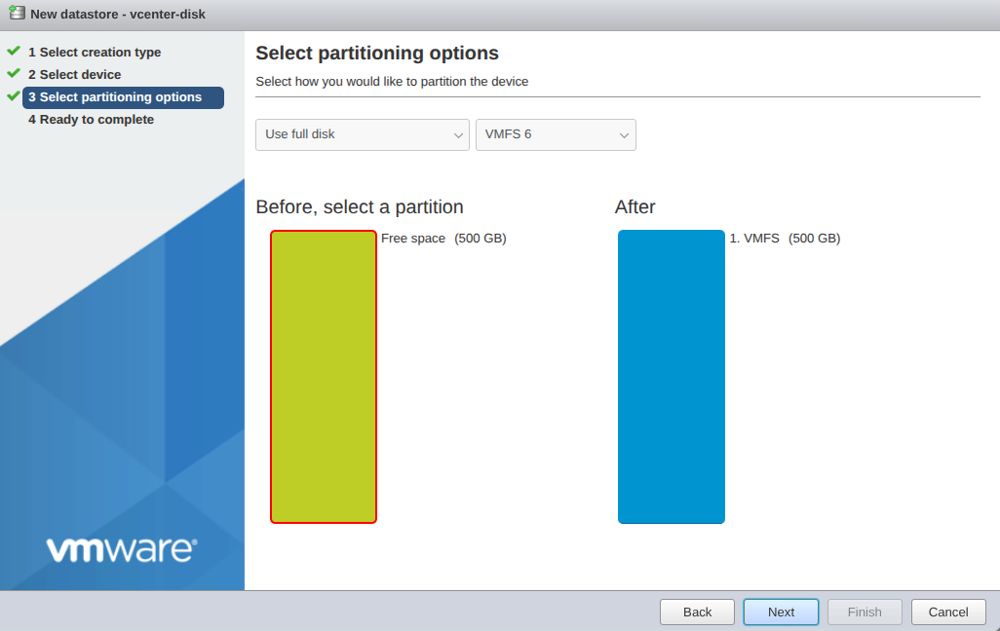 New datastore - vcenter-disk
1 Select creation type
2 Select device
3 Select partitioning options
4 Ready to complete
Select partitioning options
Select how you would like to partition the device
Use full disk
VMFS 6
Before, select a partition
After
Free space (500 GB)
1. VMFS (500 GB)
vmware®
Back
Next
Finish
Cancel